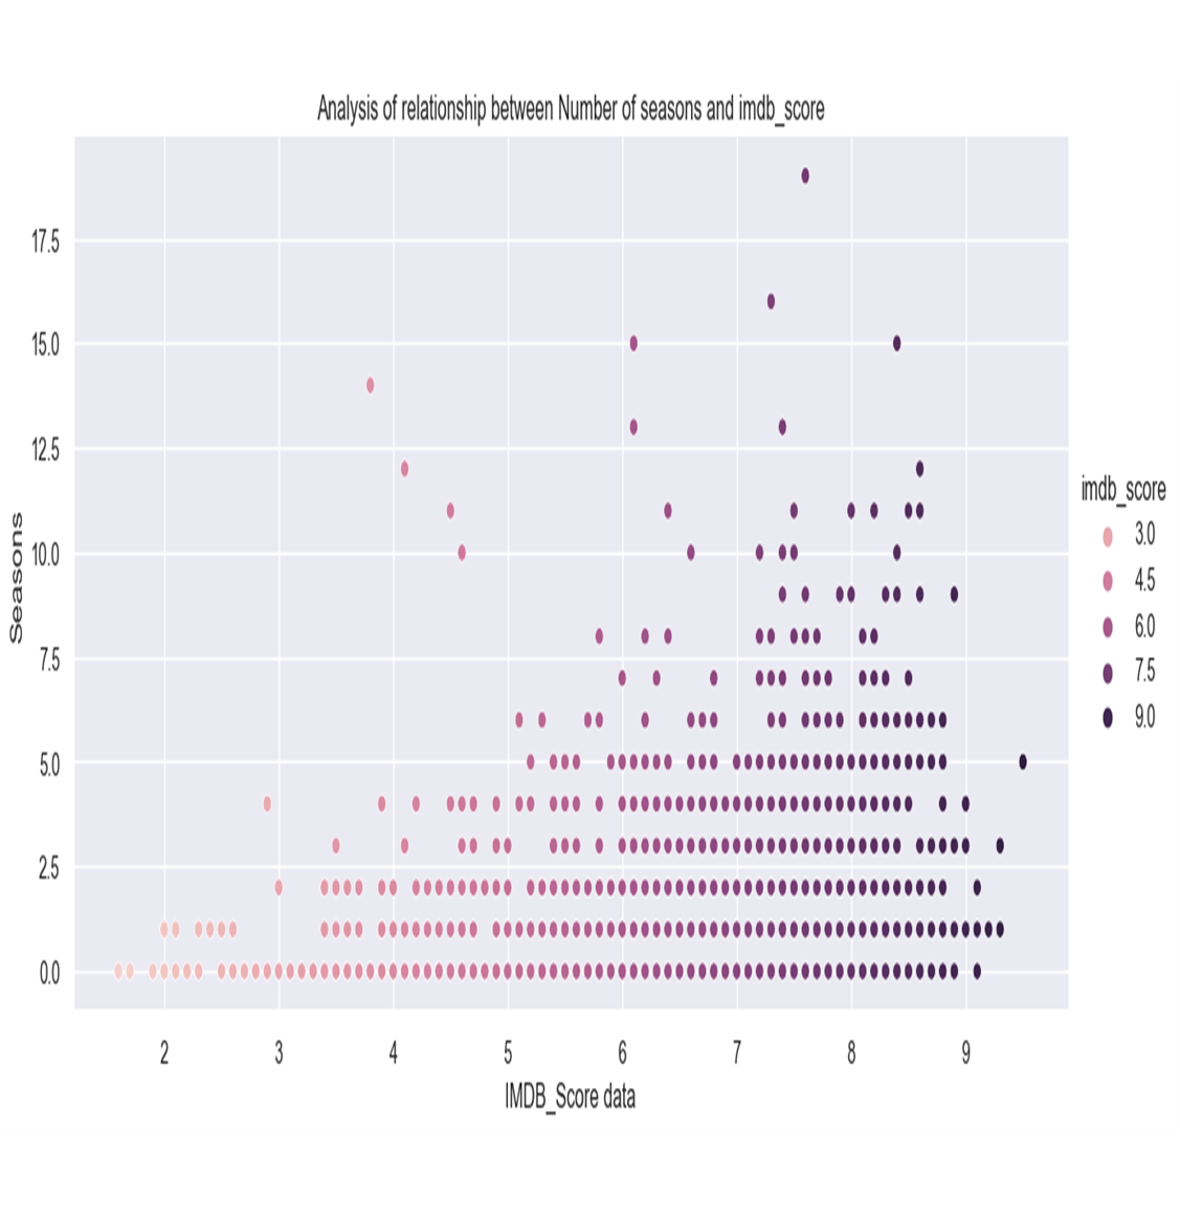 Analysis of relationship between Number of seasons and imdb_score
17.5
15.0
12.5
10.0
7.5
5.0
2.5
0.0
Seasons
2 3 4 5 6 7 8 9
IMDB_Score data
imdb_score
3.0
4.5
6.0
7.5
9.0